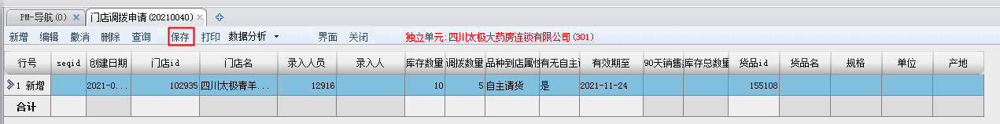 PM-导航(0) 门店调拨申请(20210040)
新增 编辑 撤消 删除 查询 保存 打印 数据分析 界面 关闭 独立单元:四川太极大药房连锁有限公司(301)
行号 seqid 创建日期 门店id 门店名 录入人员 录入人 库存数量 调拨数量 品种到店属性 有无自主 有效期至 90天销售 库存总数量 货品id 货品名 规格 单位 产地
1 新增 2021-0... 102935 四川太极青羊... 12916 10 5 自主请货 是 2021-11-24 155108
合计